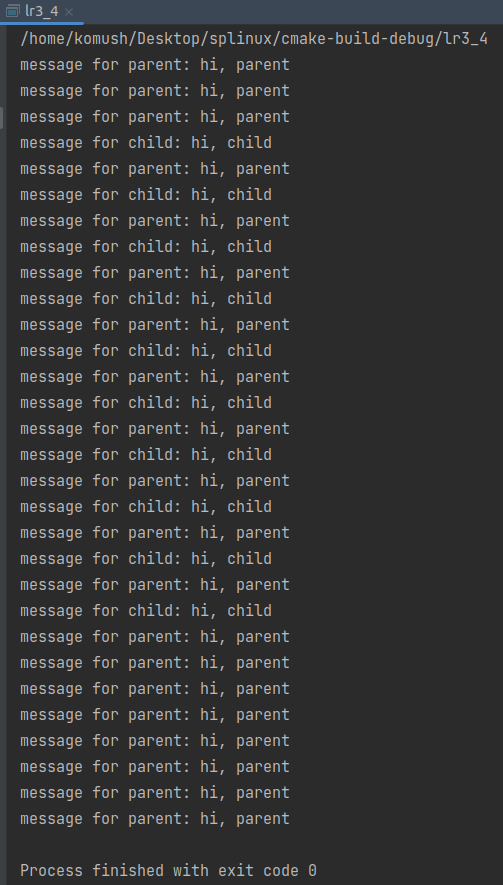 lr3_4
/home/komush/Desktop/splinux/cmake-build-debug/lr3_4
message for parent: hi, parent
message for parent: hi, parent
message for parent: hi, parent
message for child: hi, child
message for parent: hi, parent
message for child: hi, child
message for parent: hi, parent
message for child: hi, child
message for parent: hi, parent
message for child: hi, child
message for parent: hi, parent
message for child: hi, child
message for parent: hi, parent
message for child: hi, child
message for parent: hi, parent
message for child: hi, child
message for parent: hi, parent
message for child: hi, child
message for parent: hi, parent
message for child: hi, child
message for parent: hi, parent
message for child: hi, child
message for parent: hi, parent
message for parent: hi, parent
message for parent: hi, parent
message for parent: hi, parent
message for parent: hi, parent
message for parent: hi, parent
message for parent: hi, parent
message for parent: hi, parent
Process finished with exit code 0